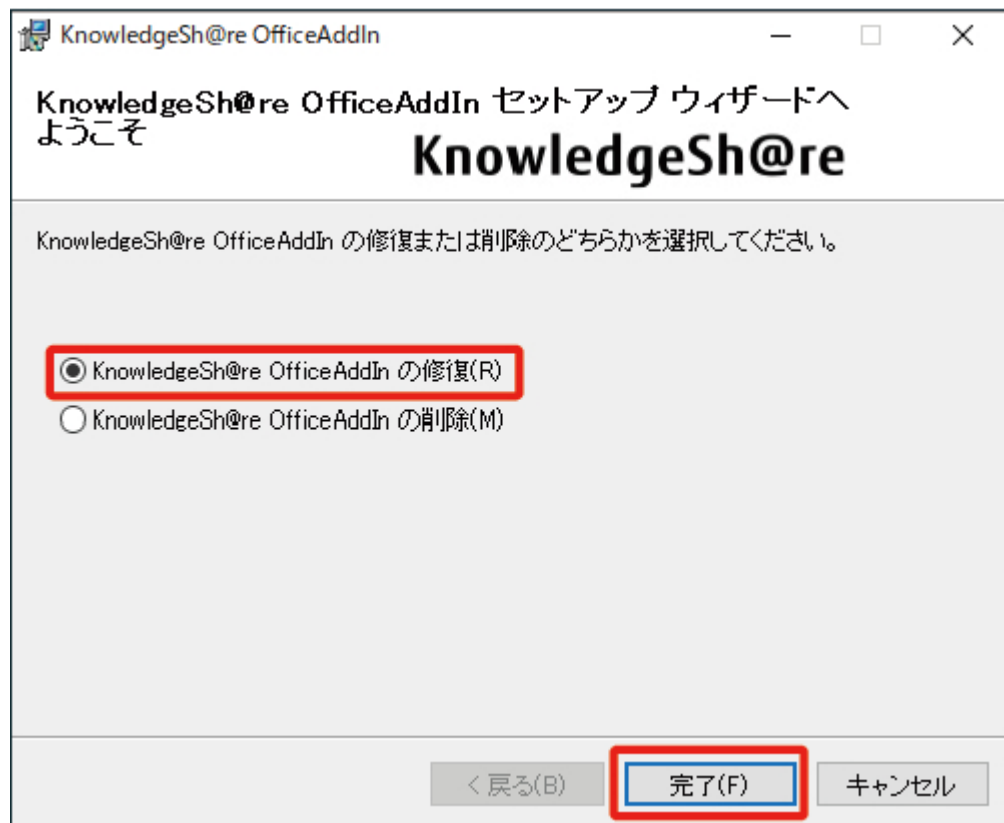 KnowledgeSh@re OfficeAddIn
KnowledgeSh@re OfficeAddIn セットアップ ウィザードへ
ようこそ
KnowledgeSh@re
KnowledgeSh@re OfficeAddIn の修復または削除のどちらかを選択してください。
KnowledgeSh@re OfficeAddIn の修復(R)
KnowledgeSh@re OfficeAddIn の削除(M)
< 戻る(B) 完了(F) キャンセル